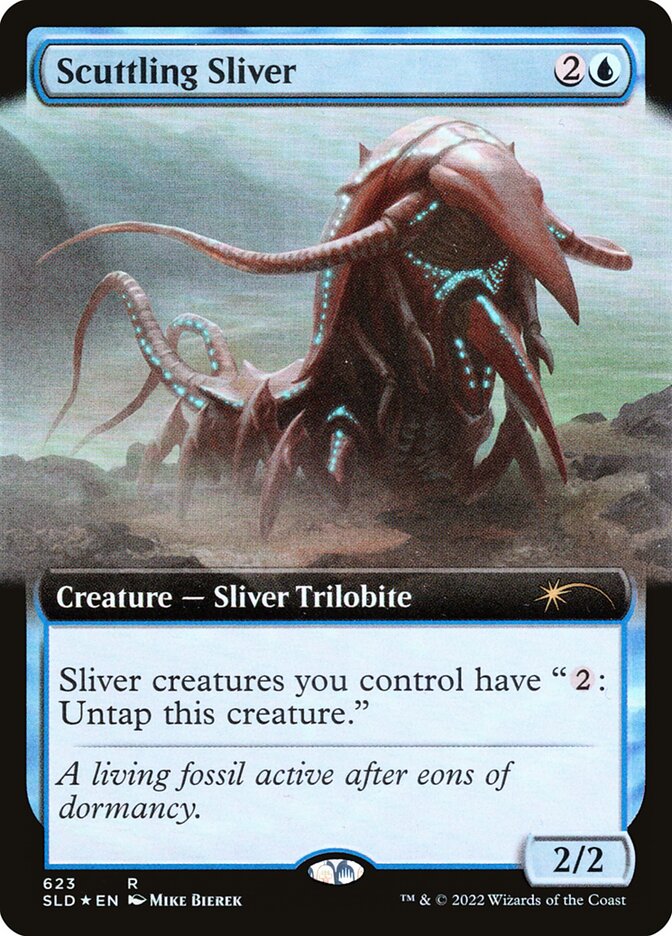 Scuttling Sliver 2
Creature — Sliver Trilobite
Sliver creatures you control have “2:
Untap this creature.”
A living fossil active after eons of
dormancy.
2/2
623 R
SLD ★ EN Mike Bierek
™ & © 2022 Wizards of the Coast